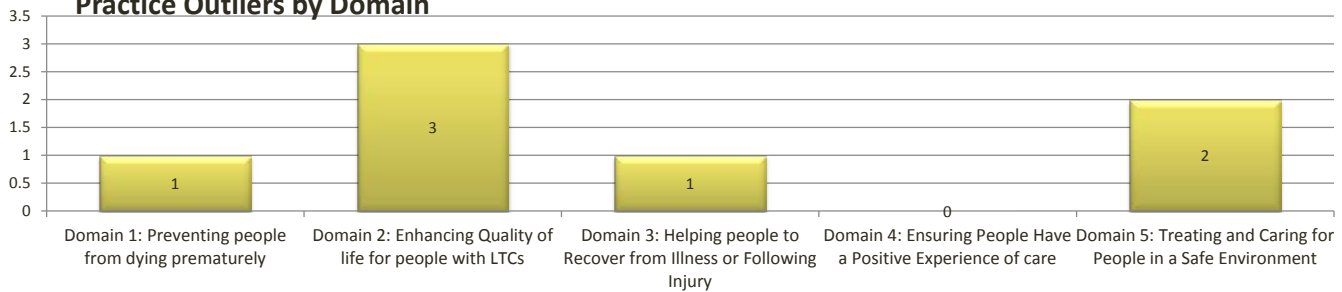 Practice Outliers by Domain
3.5
3
2.5
2
1.5
1
0.5
0
1
3
1
0
2
Domain 1: Preventing people
from dying prematurely
Domain 2: Enhancing Quality of
life for people with LTCs
Domain 3: Helping people to
Recover from Illness or Following
Injury
Domain 4: Ensuring People Have
a Positive Experience of care
Domain 5: Treating and Caring for
People in a Safe Environment